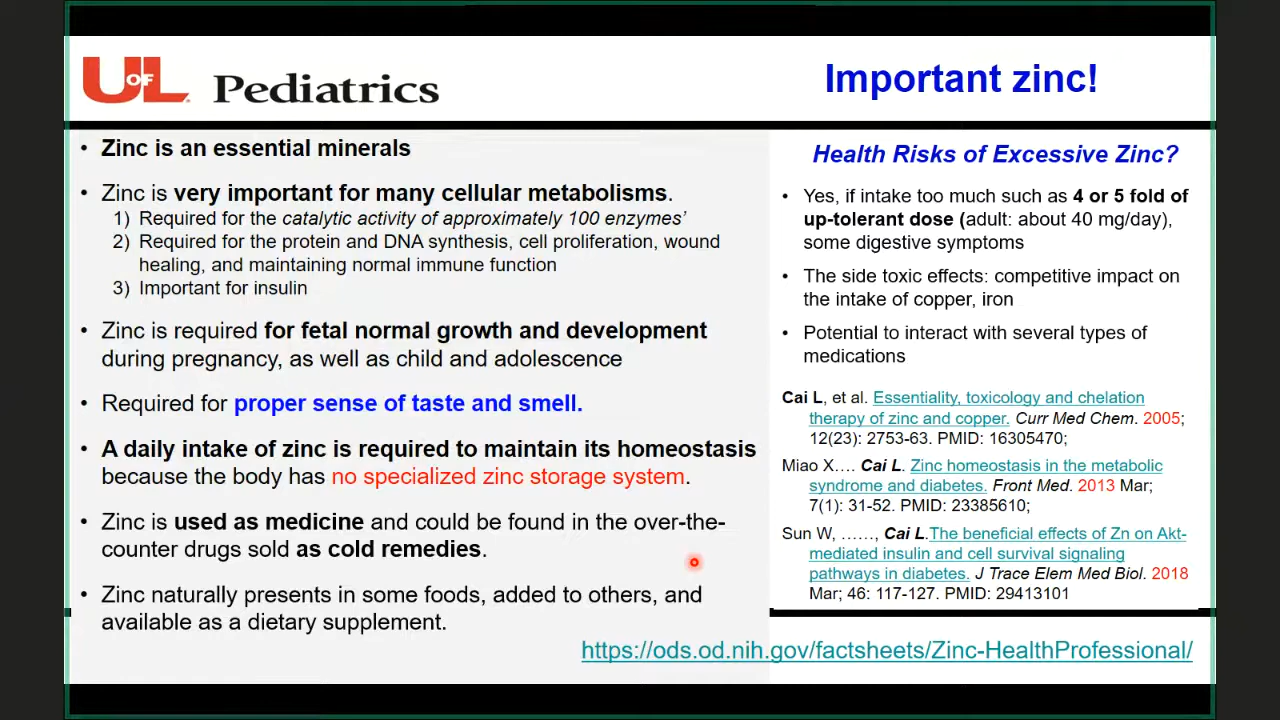 UofL Pediatrics
Important zinc!
• Zinc is an essential minerals
• Zinc is very important for many cellular metabolisms.
1) Required for the catalytic activity of approximately 100 enzymes’
2) Required for the protein and DNA synthesis, cell proliferation, wound
healing, and maintaining normal immune function
3) Important for insulin
• Zinc is required for fetal normal growth and development
during pregnancy, as well as child and adolescence
• Required for proper sense of taste and smell.
• A daily intake of zinc is required to maintain its homeostasis
because the body has no specialized zinc storage system.
• Zinc is used as medicine and could be found in the over-the-
counter drugs sold as cold remedies.
• Zinc naturally presents in some foods, added to others, and
available as a dietary supplement.
Health Risks of Excessive Zinc?
• Yes, if intake too much such as 4 or 5 fold of
up-tolerant dose (adult: about 40 mg/day),
some digestive symptoms
• The side toxic effects: competitive impact on
the intake of copper, iron
• Potential to interact with several types of
medications
Cai L, et al. Essentiality, toxicology and chelation
therapy of zinc and copper. Curr Med Chem. 2005;
12(23): 2753-63. PMID: 16305470;
Miao X…. Cai L. Zinc homeostasis in the metabolic
syndrome and diabetes. Front Med. 2013 Mar;
7(1): 31-52. PMID: 23385610;
Sun W, ……, Cai L.The beneficial effects of Zn on Akt-
mediated insulin and cell survival signaling
pathways in diabetes. J Trace Elem Med Biol. 2018
Mar; 46: 117-127. PMID: 29413101
https://ods.od.nih.gov/factsheets/Zinc-HealthProfessional/